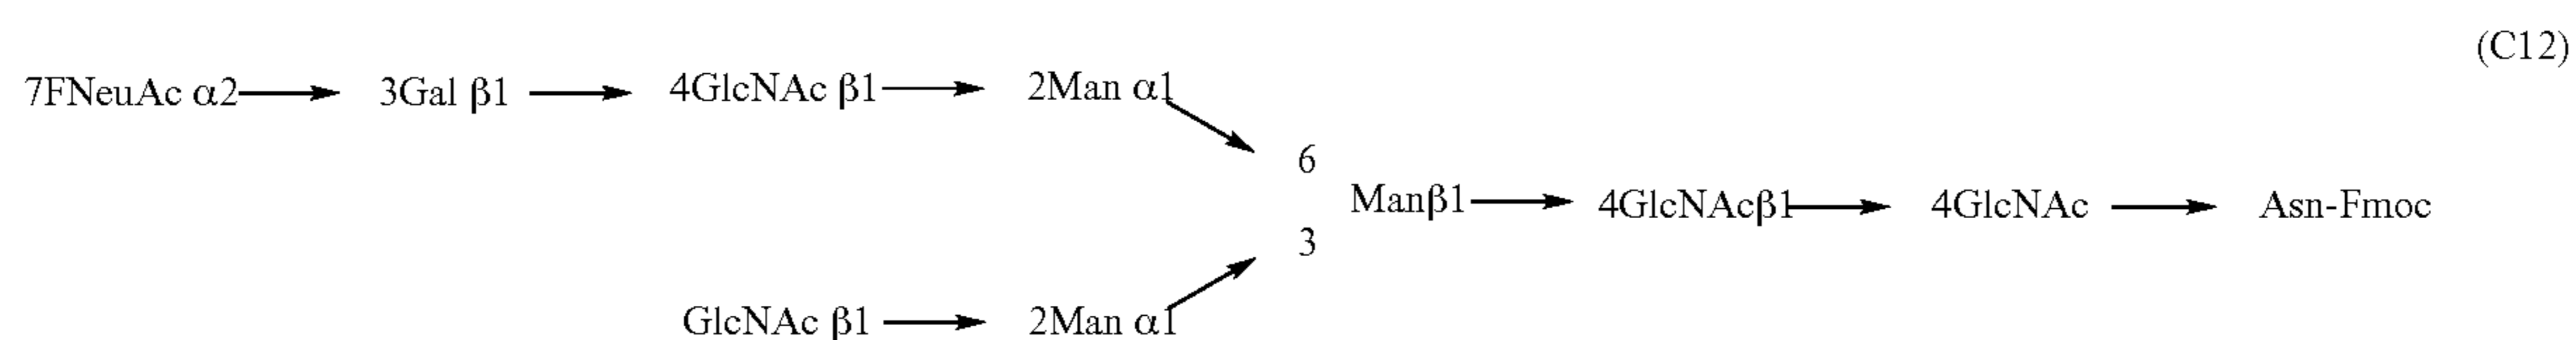 (C12)
7FNeuAc α2 → 3Gal β1 → 4GlcNAc β1 → 2Man α1
6
Manβ1 → 4GlcNAcβ1 → 4GlcNAc → Asn-Fmoc
3
GlcNAc β1 → 2Man α1